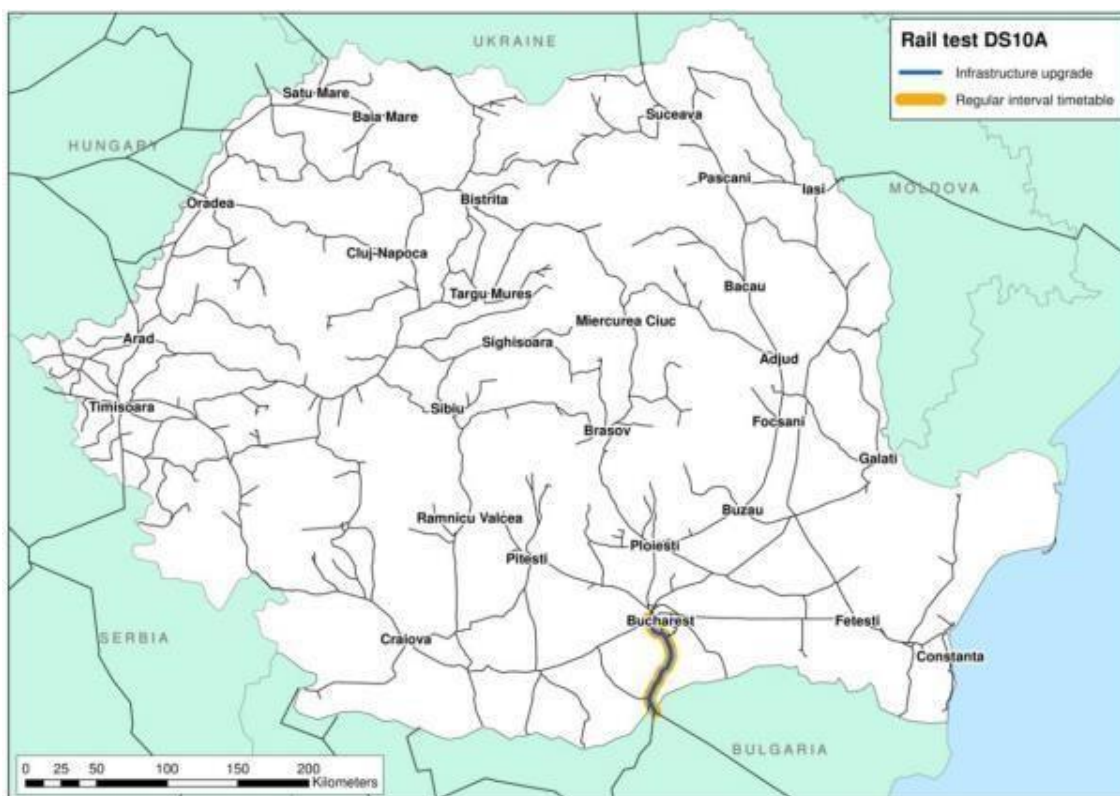 UKRAINE
Rail test DS10A
Infrastructure upgrade
Regular interval timetable
Satu Mare
Baia Mare
Suceava
HUNGARY
Pascani
Iasi
MOLDOVA
Oradea
Bistrita
Cluj-Napoca
Targu Mures
Bacau
Miercurea Ciuc
Arad
Sighisoara
Adjud
Timisoara
Sibiu
Focsani
Brasov
Galati
Ramnicu Valcea
Buzau
Ploiesti
Pitesti
Bucharest
Fetesti
SERBIA
Craiova
Constanta
BULGARIA
0 25 50 100 150 200
Kilometers